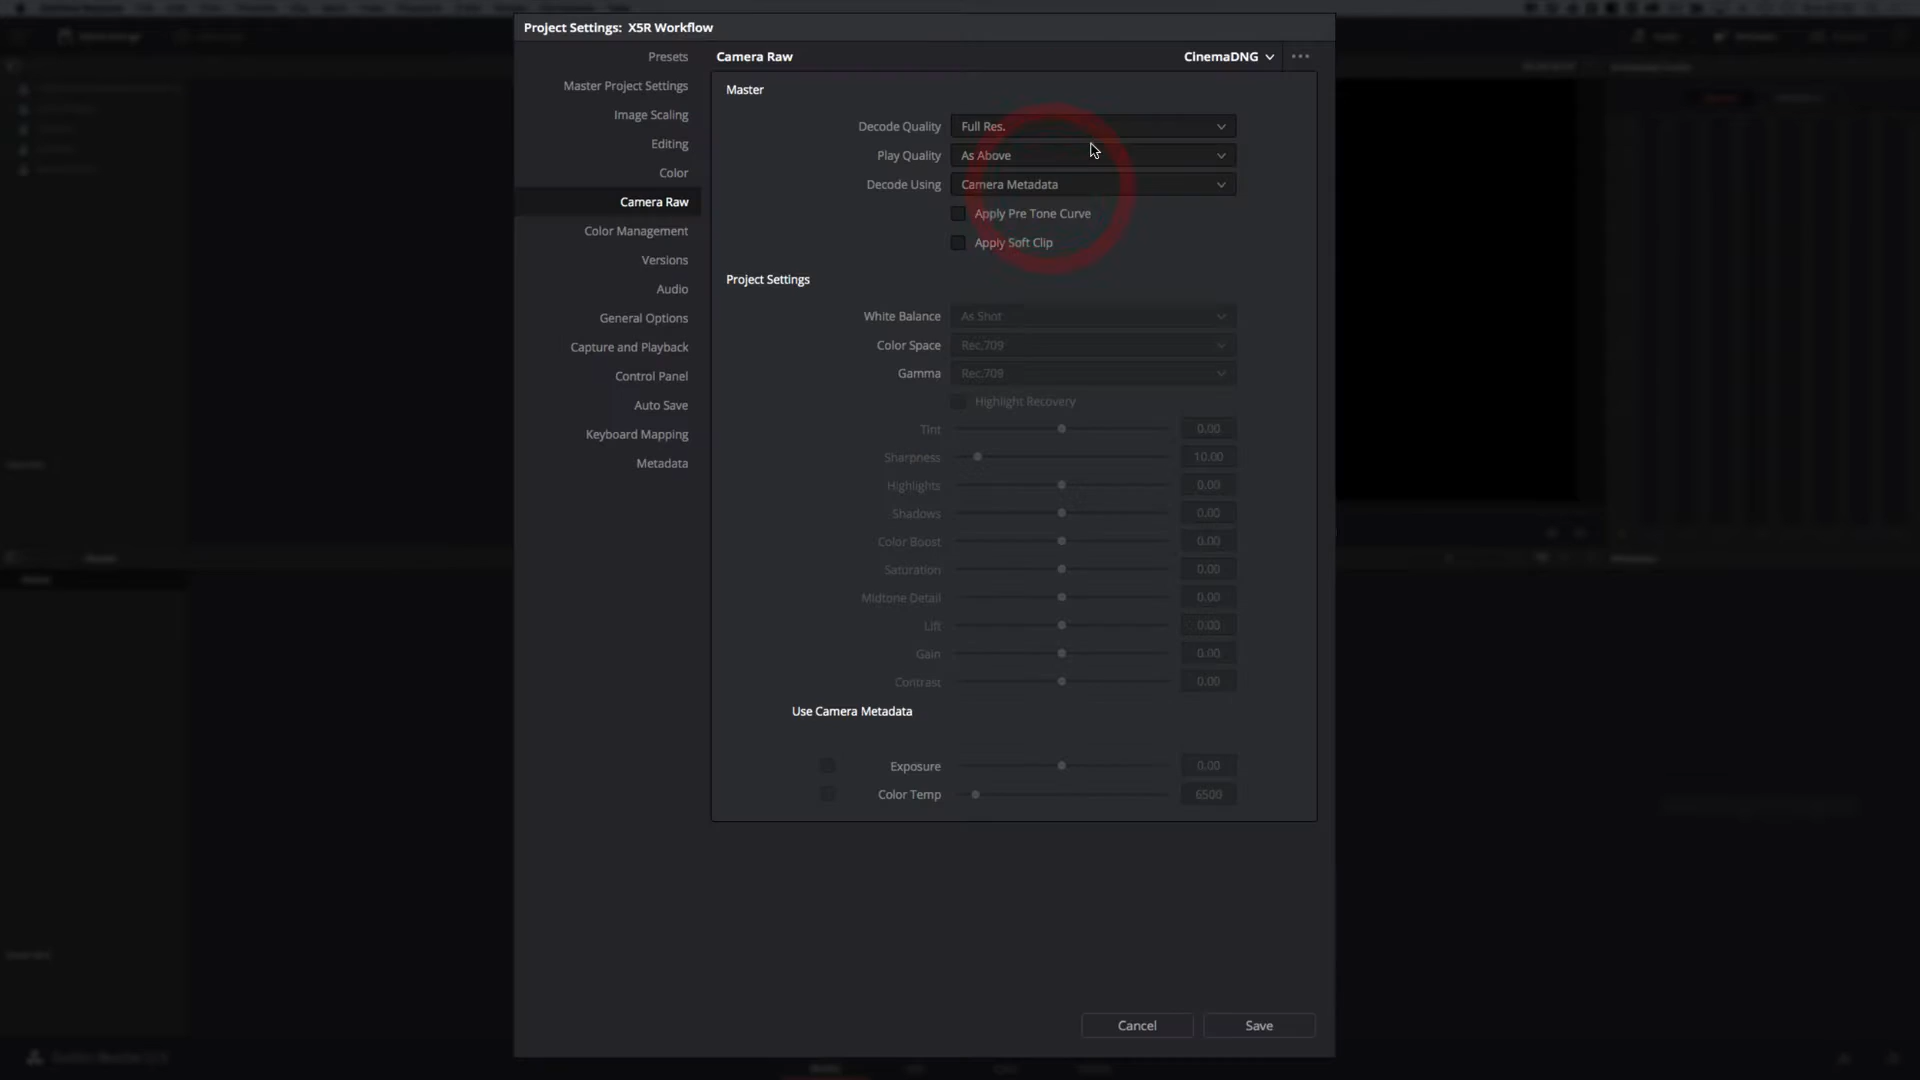 Project Settings: X5R Workflow
Presets
Master Project Settings
Image Scaling
Editing
Color
Camera Raw
Color Management
Versions
Audio
General Options
Capture and Playback
Control Panel
Auto Save
Keyboard Mapping
Metadata
Camera Raw CinemaDNG
Master
Decode Quality Full Res.
Play Quality As Above
Decode Using Camera Metadata
Apply Pre Tone Curve
Apply Soft Clip
Project Settings
White Balance As Shot
Color Space Rec.709
Gamma Rec.709
Highlight Recovery
Tint 0.00
Sharpness 10.00
Highlights 0.00
Shadows 0.00
Color Boost 0.00
Saturation 0.00
Midtone Detail 0.00
Lift 0.00
Gain 0.00
Contrast 0.00
Use Camera Metadata
Exposure 0.00
Color Temp 6500
Cancel Save